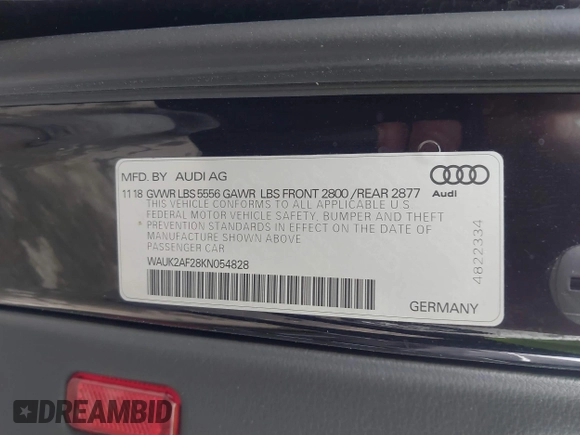 MFD. BY AUDI AG
11 18 GVWR LBS 5556 GAWR LBS FRONT 2800 /REAR 2877
THIS VEHICLE CONFORMS TO ALL APPLICABLE U.S
FEDERAL MOTOR VEHICLE SAFETY, BUMPER AND THEFT
* PREVENTION STANDARDS IN EFFECT ON THE DATE OF
MANUFACTURE SHOWN ABOVE
PASSENGER CAR
WAUK2AF28KN054828
Audi
4822334
GERMANY
DREAMBID